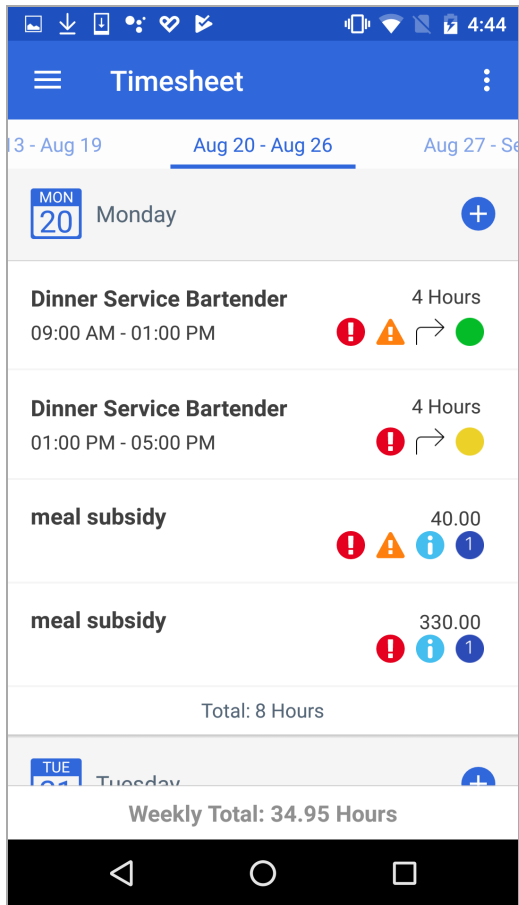 4:44
Timesheet
13 - Aug 19 Aug 20 - Aug 26 Aug 27 - Se
MON
20 Monday
Dinner Service Bartender 4 Hours
09:00 AM - 01:00 PM
Dinner Service Bartender 4 Hours
01:00 PM - 05:00 PM
meal subsidy 40.00
1
meal subsidy 330.00
1
Total: 8 Hours
TUE
21 Tuesday
Weekly Total: 34.95 Hours